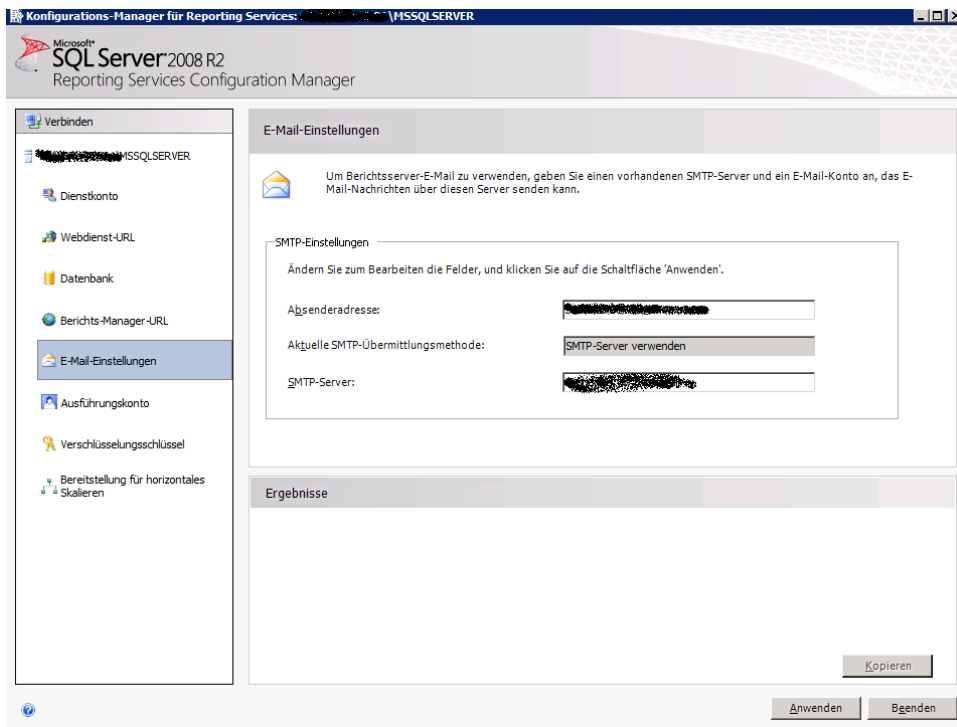 Konfigurations-Manager für Reporting Services: \MSSQLSERVER
Microsoft
SQL Server 2008 R2
Reporting Services Configuration Manager
Verbinden
MSSQLSERVER
Dienstkonto
Webdienst-URL
Datenbank
Berichts-Manager-URL
E-Mail-Einstellungen
Ausführungskonto
Verschlüsselungsschlüssel
Bereitstellung für horizontales
Skalieren
E-Mail-Einstellungen
Um Berichtsserver-E-Mail zu verwenden, geben Sie einen vorhandenen SMTP-Server und ein E-Mail-Konto an, das E-
Mail-Nachrichten über diesen Server senden kann.
SMTP-Einstellungen
Ändern Sie zum Bearbeiten die Felder, und klicken Sie auf die Schaltfläche 'Anwenden'.
Absenderadresse:
Aktuelle SMTP-Übermittlungsmethode:
SMTP-Server verwenden
SMTP-Server:
Ergebnisse
Kopieren
Anwenden
Beenden